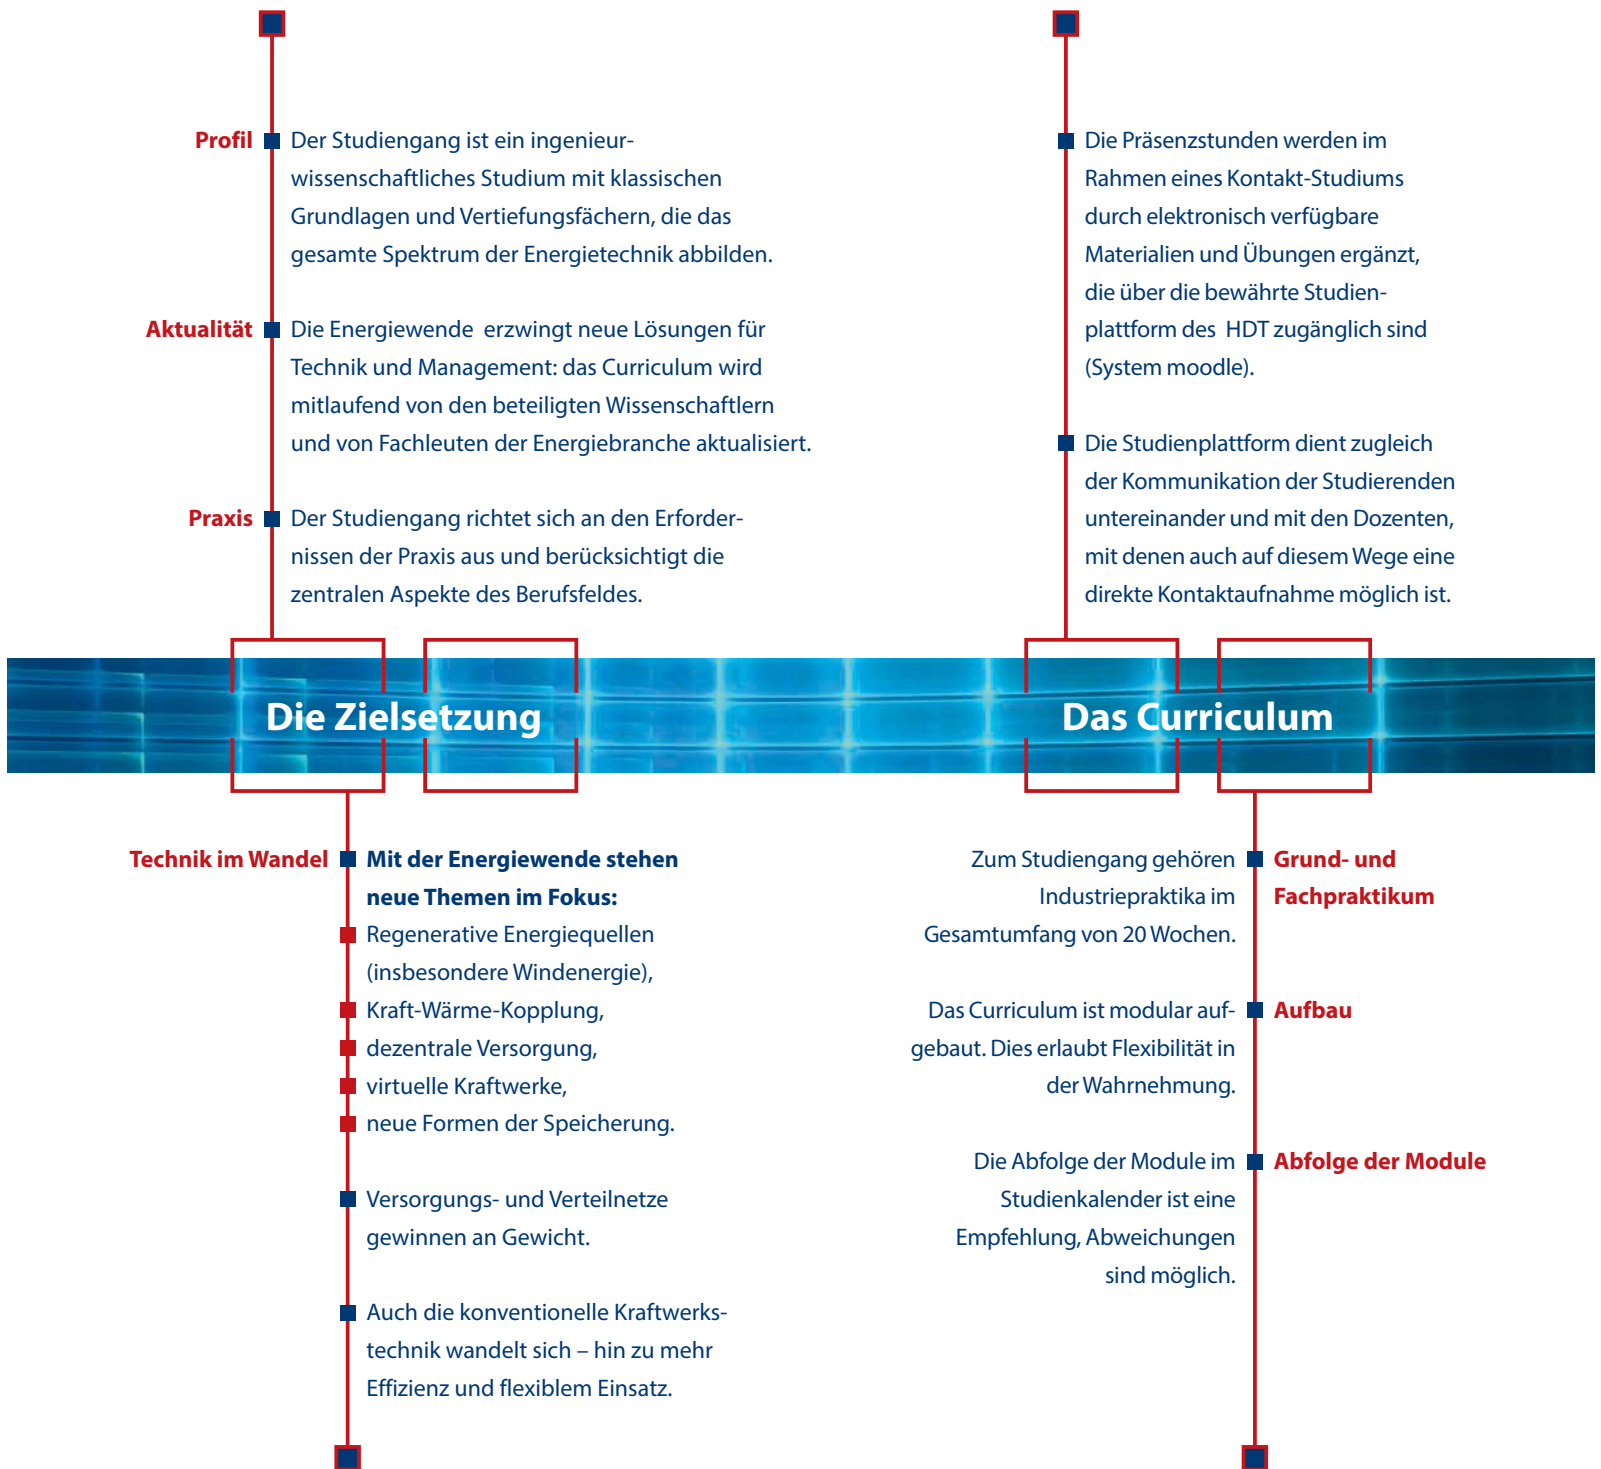 Profil
Der Studiengang ist ein ingenieur-
wissenschaftliches Studium mit klassischen
Grundlagen und Vertiefungsfächern, die das
gesamte Spektrum der Energietechnik abbilden.
Aktualität
Die Energiewende  erzwingt neue Lösungen für
Technik und Management: das Curriculum wird
mitlaufend von den beteiligten Wissenschaftlern
und von Fachleuten der Energiebranche aktualisiert.
Praxis
Der Studiengang richtet sich an den Erforder-
nissen der Praxis aus und berücksichtigt die
zentralen Aspekte des Berufsfeldes.
Die Zielsetzung
Technik im Wandel
Mit der Energiewende stehen
neue Themen im Fokus:
Regenerative Energiequellen
(insbesondere Windenergie),
Kraft-Wärme-Kopplung,
dezentrale Versorgung,
virtuelle Kraftwerke,
neue Formen der Speicherung.
Versorgungs- und Verteilnetze
gewinnen an Gewicht.
Auch die konventionelle Kraftwerks-
technik wandelt sich – hin zu mehr
Effizienz und flexiblem Einsatz.
Die Präsenzstunden werden im
Rahmen eines Kontakt-Studiums
durch elektronisch verfügbare
Materialien und Übungen ergänzt,
die über die bewährte Studien-
plattform des  HDT zugänglich sind
(System moodle).
Die Studienplattform dient zugleich
der Kommunikation der Studierenden
untereinander und mit den Dozenten,
mit denen auch auf diesem Wege eine
direkte Kontaktaufnahme möglich ist.
Das Curriculum
Grund- und
Fachpraktikum
Zum Studiengang gehören
Industriepraktika im
Gesamtumfang von 20 Wochen.
Aufbau
Das Curriculum ist modular auf-
gebaut. Dies erlaubt Flexibilität in
der Wahrnehmung.
Abfolge der Module
Die Abfolge der Module im
Studienkalender ist eine
Empfehlung, Abweichungen
sind möglich.